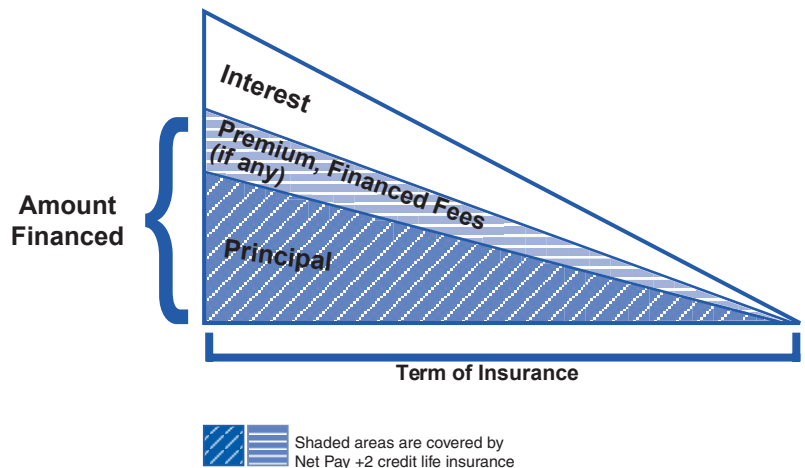 Interest
Premium, Financed Fees
(if any)
Amount
Financed
Principal
Term of Insurance
Shaded areas are covered by
Net Pay +2 credit life insurance